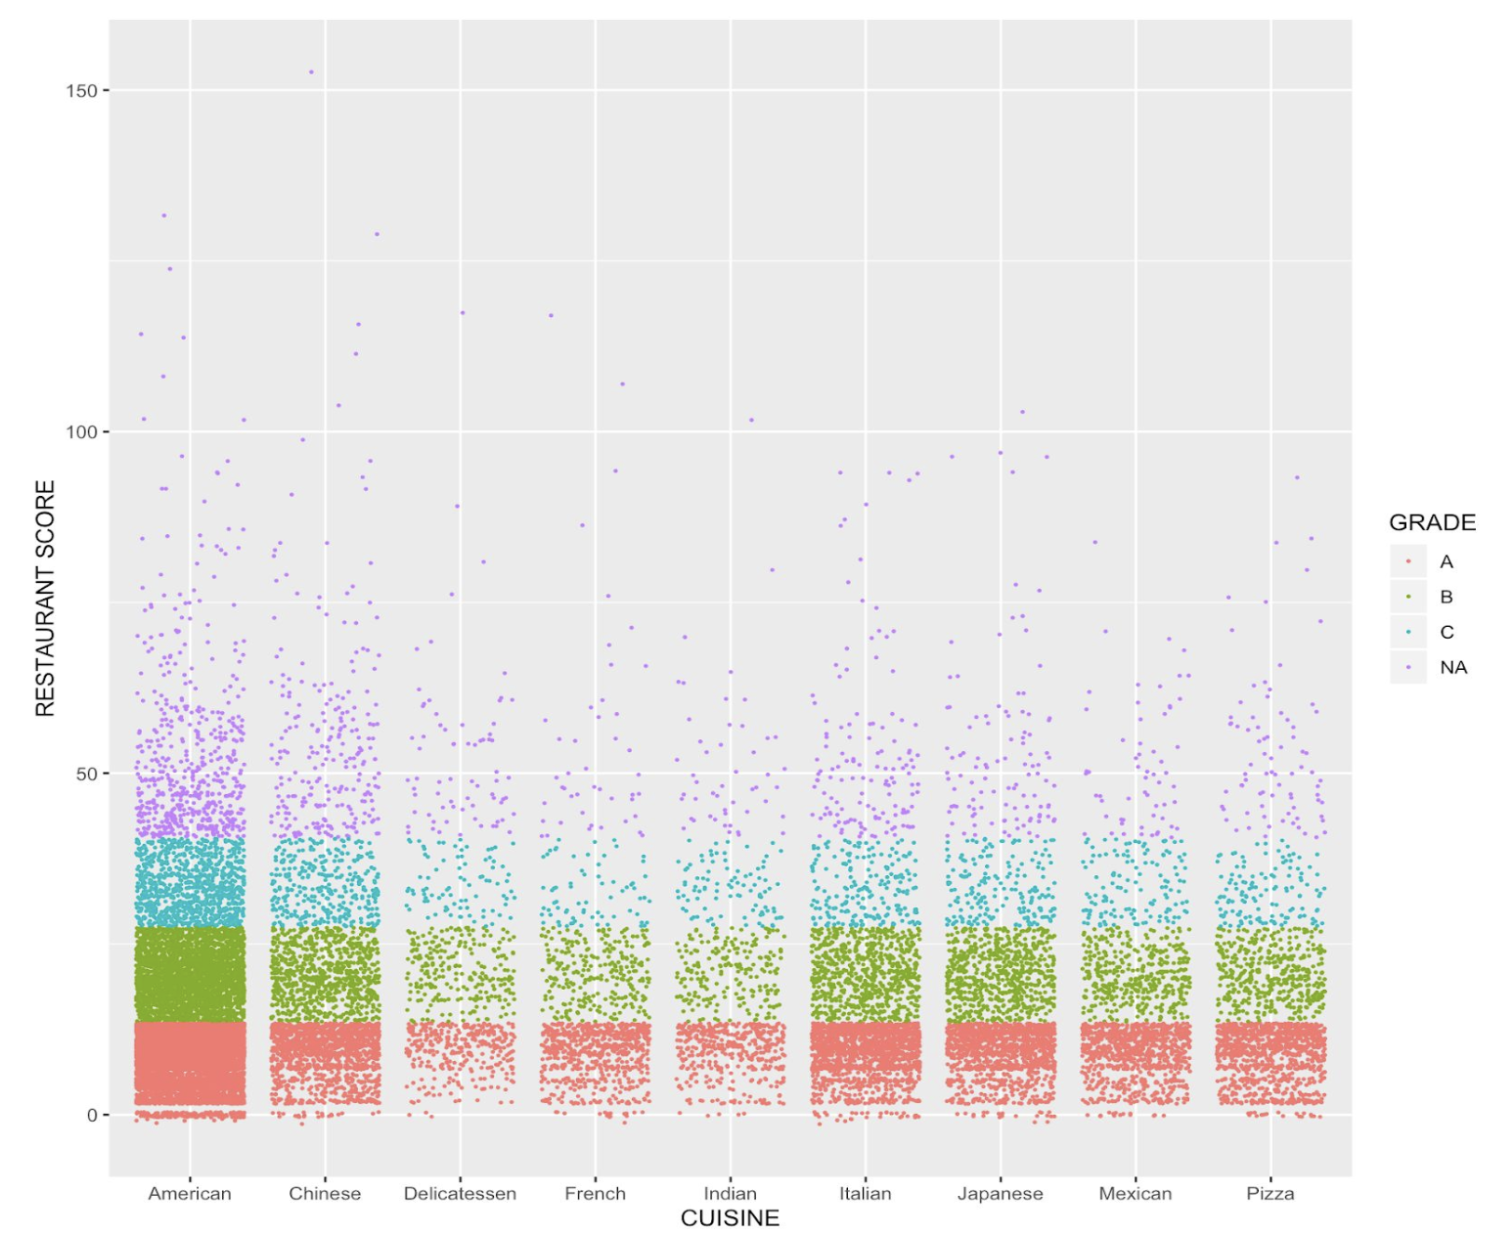 150
100
50
0
RESTAURANT SCORE
American Chinese Delicatessen French Indian Italian Japanese Mexican Pizza
CUISINE
GRADE
A
B
C
NA